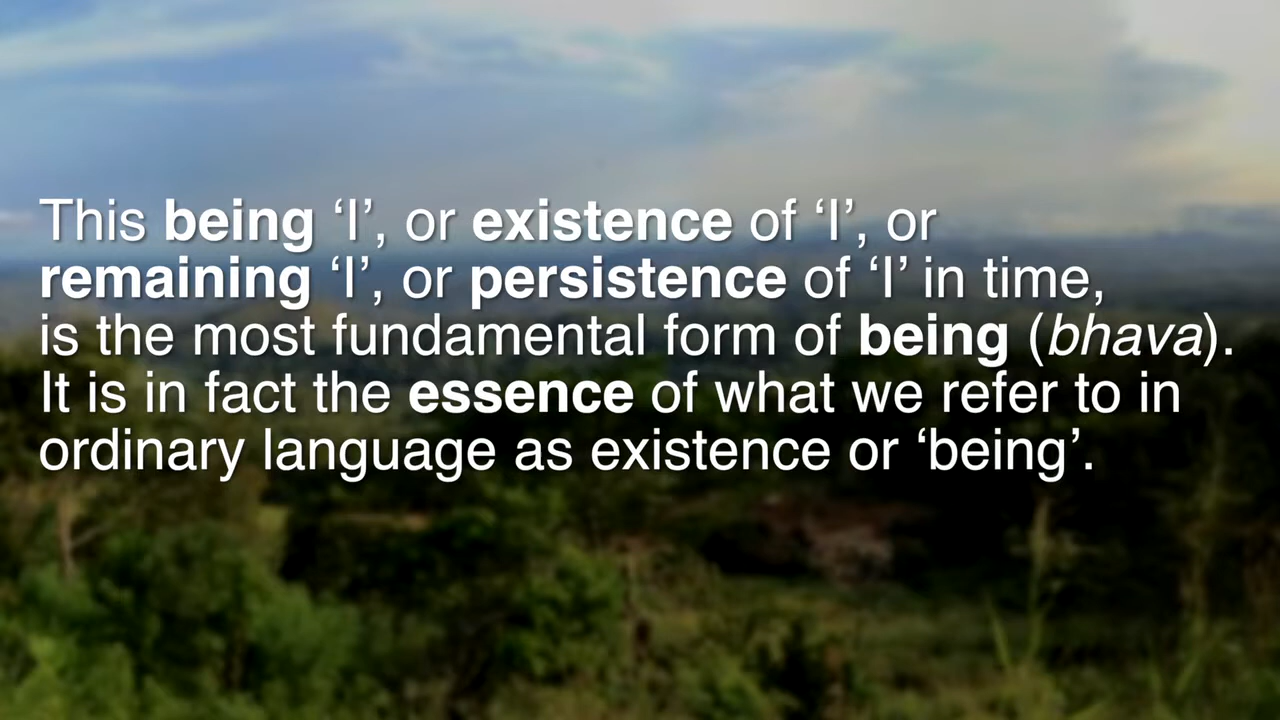 This being ‘I’, or existence of ‘I’, or
remaining ‘I’, or persistence of ‘I’ in time,
is the most fundamental form of being (bhava).
It is in fact the essence of what we refer to in
ordinary language as existence or ‘being’.